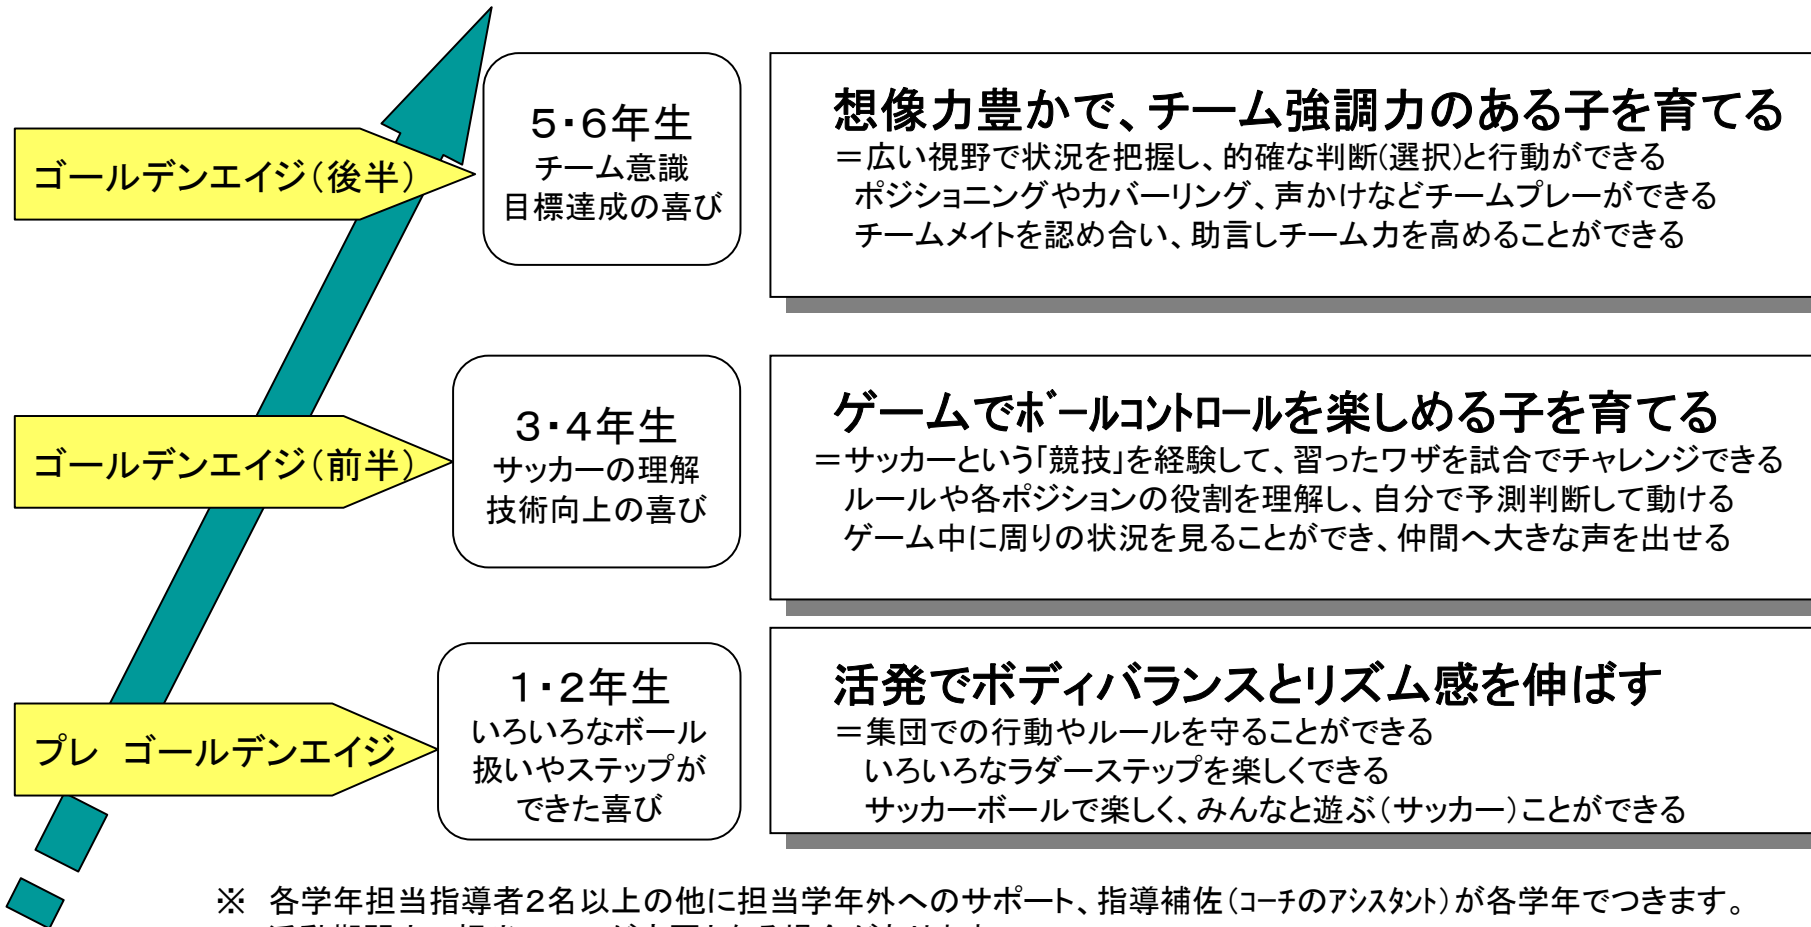 ゴールデンエイジ(後半)
5・6年生
チーム意識
目標達成の喜び
想像力豊かで、チーム強調力のある子を育てる
=広い視野で状況を把握し、的確な判断(選択)と行動ができる
ポジショニングやカバーリング、声かけなどチームプレーができる
チームメイトを認め合い、助言しチーム力を高めることができる
ゴールデンエイジ(前半)
3・4年生
サッカーの理解
技術向上の喜び
ゲームでボールコントロールを楽しめる子を育てる
=サッカーという「競技」を経験して、習ったワザを試合でチャレンジできる
ルールや各ポジションの役割を理解し、自分で予測判断して動ける
ゲーム中に周りの状況を見ることができ、仲間へ大きな声を出せる
プレ ゴールデンエイジ
1・2年生
いろいろなボール
扱いやステップが
できた喜び
活発でボディバランスとリズム感を伸ばす
=集団での行動やルールを守ることができる
いろいろなラダーステップを楽しくできる
サッカーボールで楽しく、みんなと遊ぶ(サッカー)ことができる
※ 各学年担当指導者2名以上の他に担当学年外へのサポート、指導補佐(コーチのアシスタント)が各学年でつきます。